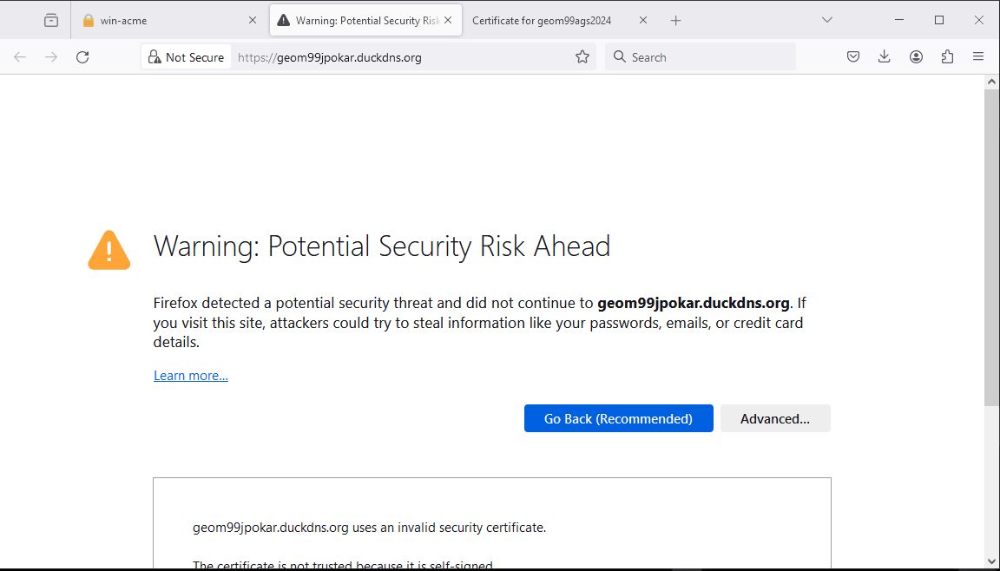 win-acme
Warning: Potential Security Risk
Certificate for geom99ags2024
Not Secure
https://geom99jpokar.duckdns.org
Search
Warning: Potential Security Risk Ahead
Firefox detected a potential security threat and did not continue to geom99jpokar.duckdns.org. If
you visit this site, attackers could try to steal information like your passwords, emails, or credit card
details.
Learn more...
Go Back (Recommended)
Advanced...
geom99jpokar.duckdns.org uses an invalid security certificate.
The certificate is not trusted because it is self-signed.